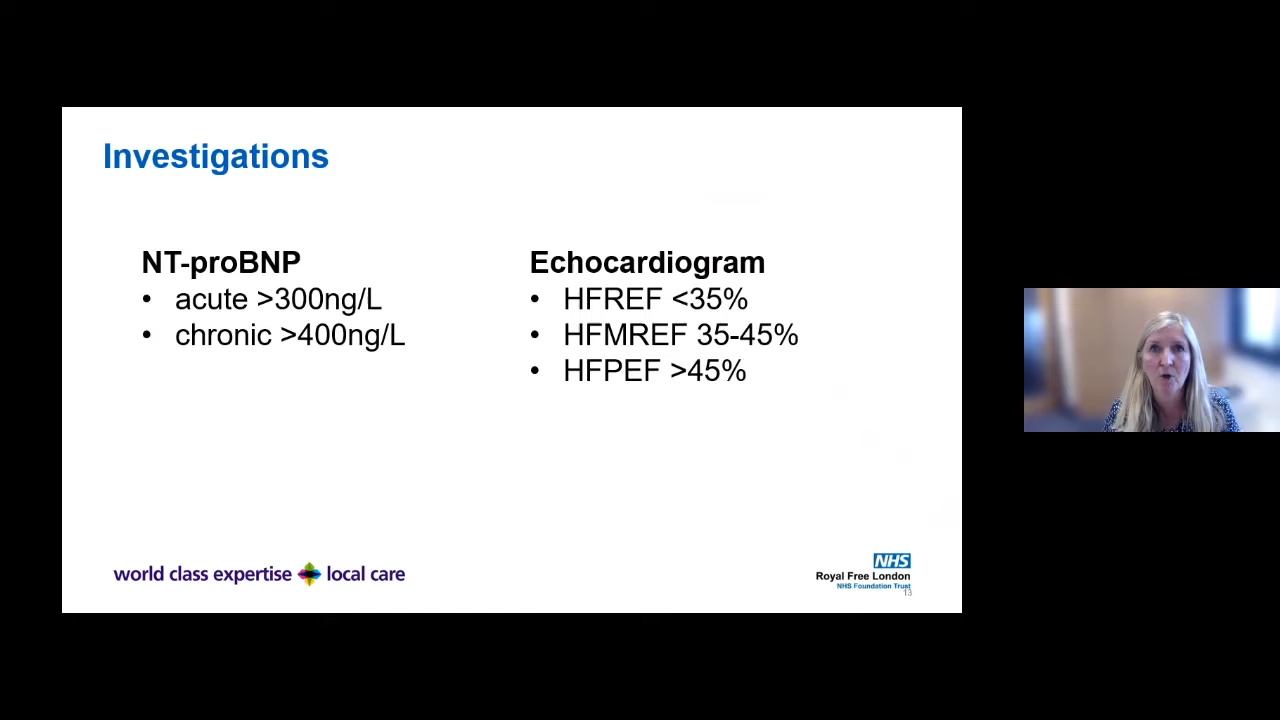 Investigations
NT-proBNP
• acute >300ng/L
• chronic >400ng/L
Echocardiogram
• HFREF <35%
• HFMREF 35-45%
• HFPEF >45%
world class expertise local care
NHS
Royal Free London
NHS Foundation Trust
13